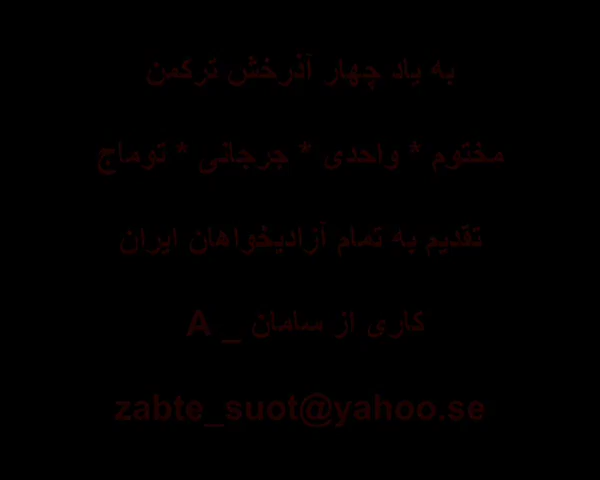 به یاد چهار آذرخش ترکمن
مختوم * واحدی * جرجانی * توماج
تقدیم به تمام آزادیخواهان ایران
کاری از سامان _ A
zabte_suot@yahoo.se